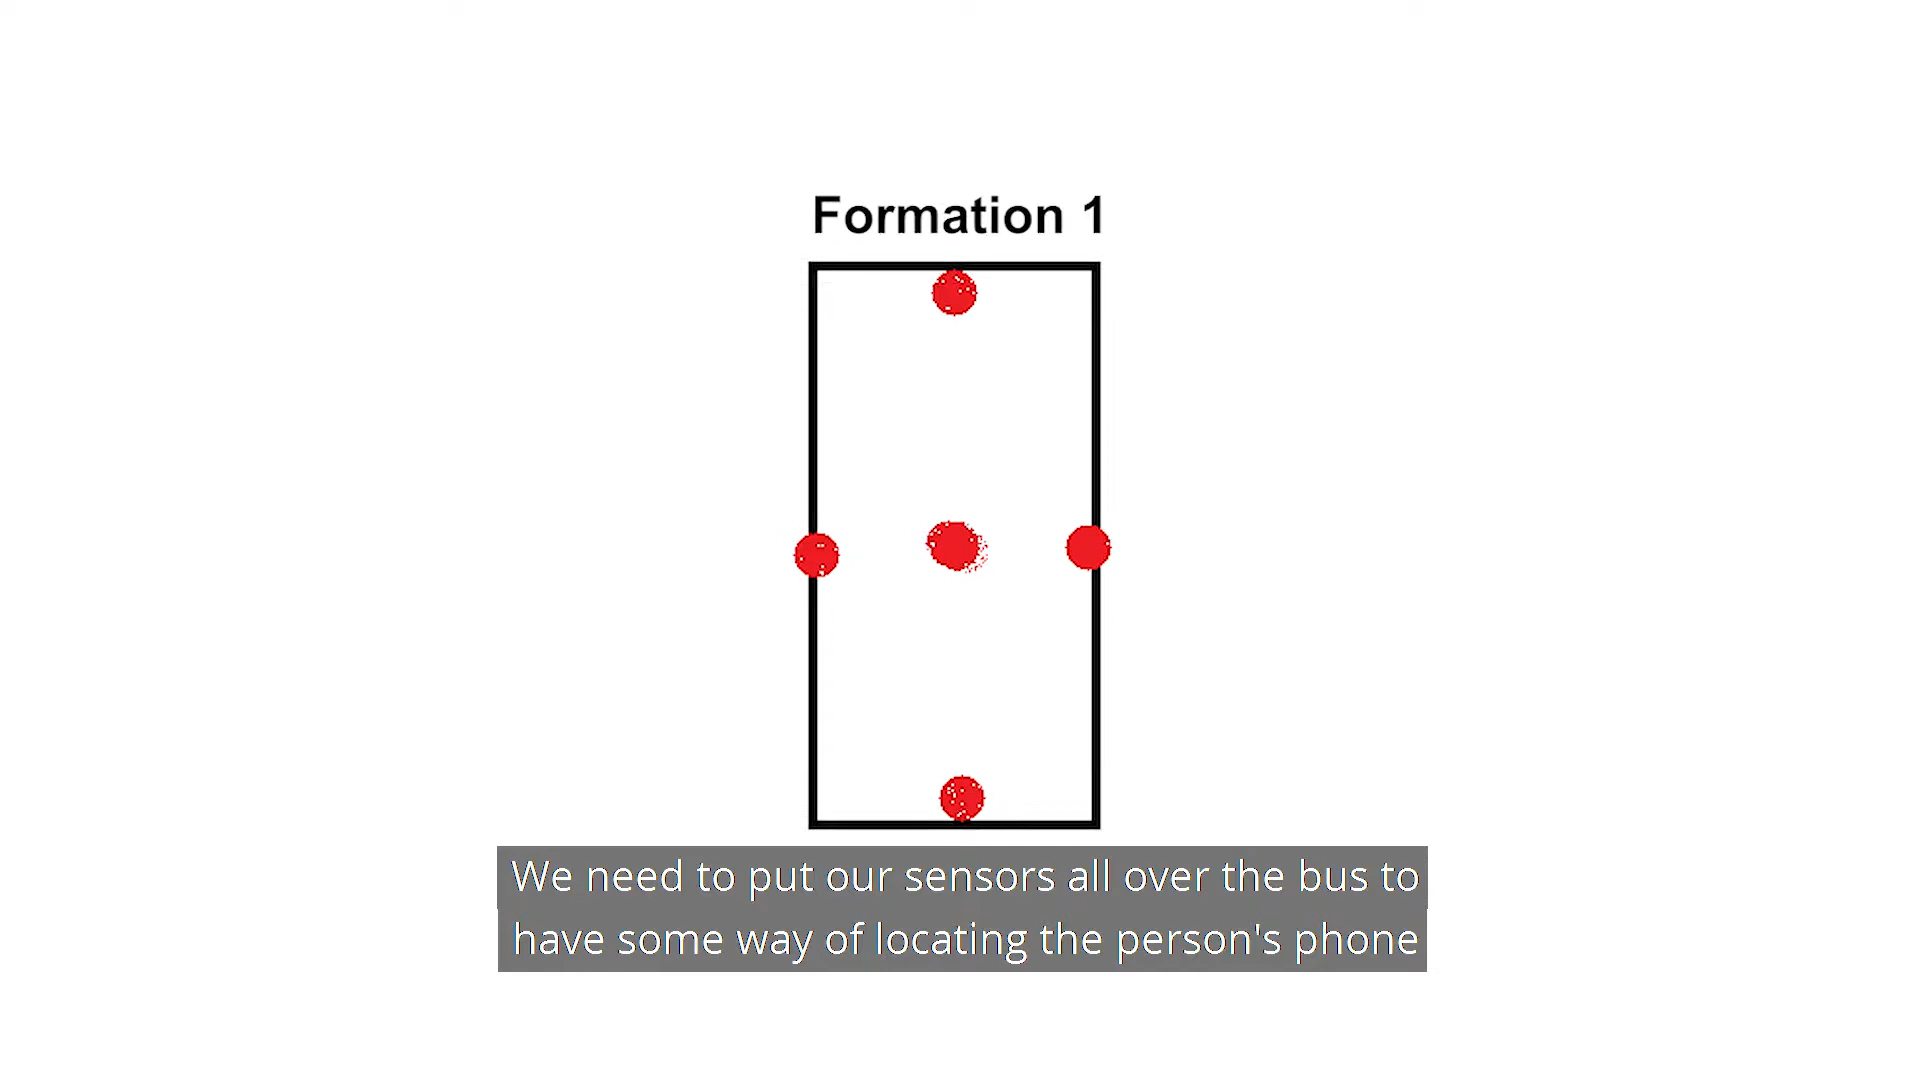 Formation 1
We need to put our sensors all over the bus to
have some way of locating the person's phone